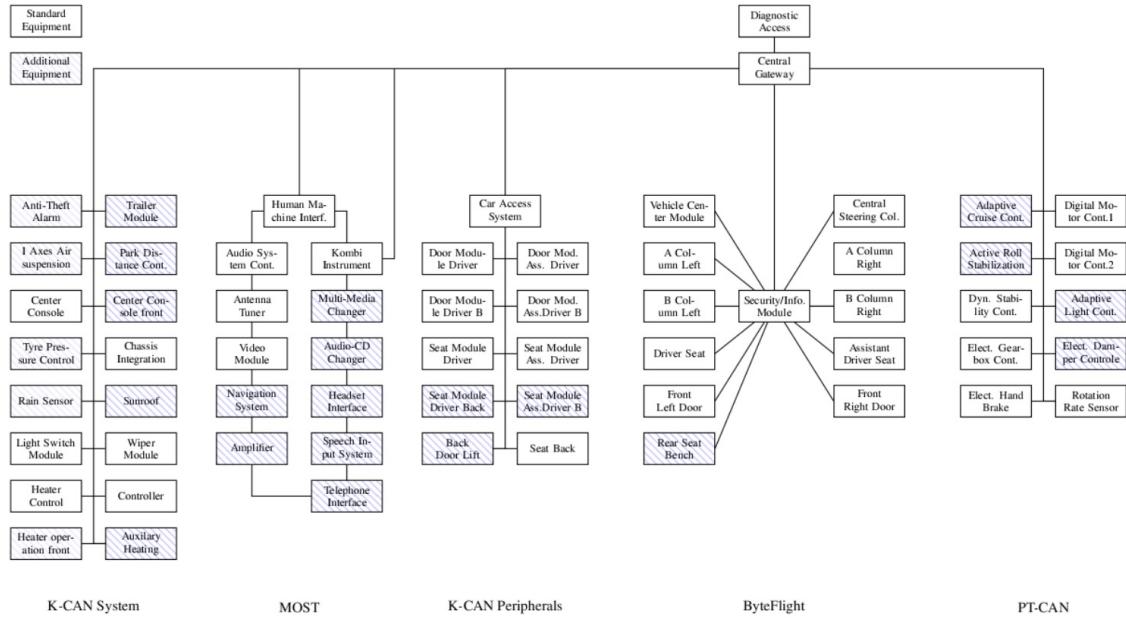 Standard
Equipment
Diagnostic
Access
Additional
Equipment
Central
Gateway
Anti-Theft
Alarm
Trailer
Module
I Axes Air
suspension
Park Dis-
tance Cont.
Center
Console
Center Con-
sole front
Tyre Pres-
sure Control
Chassis
Integration
Rain Sensor
Sunroof
Light Switch
Module
Wiper
Module
Heater
Control
Controller
Heater oper-
ation front
Auxilary
Heating
K-CAN System
Human Ma-
chine Interf.
Audio Sys-
tem Cont.
Kombi
Instrument
Antenna
Tuner
Multi-Media
Changer
Video
Module
Audio-CD
Changer
Navigation
System
Headset
Interface
Amplifier
Speech In-
put System
Telephone
Interface
MOST
Car Access
System
Door Modu-
le Driver
Door Mod.
Ass. Driver
Door Modu-
le Driver B
Door Mod.
Ass.Driver B
Seat Module
Driver
Seat Module
Ass. Driver
Seat Module
Driver Back
Seat Module
Ass.Driver B
Back
Door Lift
Seat Back
K-CAN Peripherals
Vehicle Cen-
ter Module
Central
Steering Col.
A Col-
umn Left
A Column
Right
B Col-
umn Left
Security/Info.
Module
B Column
Right
Driver Seat
Assistant
Driver Seat
Front
Left Door
Front
Right Door
Rear Seat
Bench
ByteFlight
Adaptive
Cruise Cont.
Digital Mo-
tor Cont.1
Active Roll
Stabilization
Digital Mo-
tor Cont.2
Dyn. Stabi-
lity Cont.
Adaptive
Light Cont.
Elect. Gear-
box Cont.
Elect. Dam-
per Controle
Elect. Hand
Brake
Rotation
Rate Sensor
PT-CAN